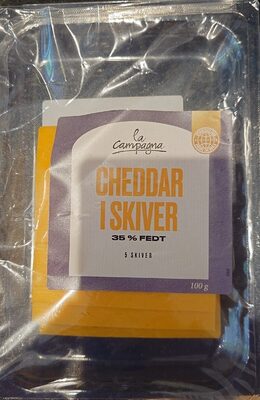 la
Campagna
CHEDDAR
I SKIVER
35 % FEDT
5 SKIVER
100 g